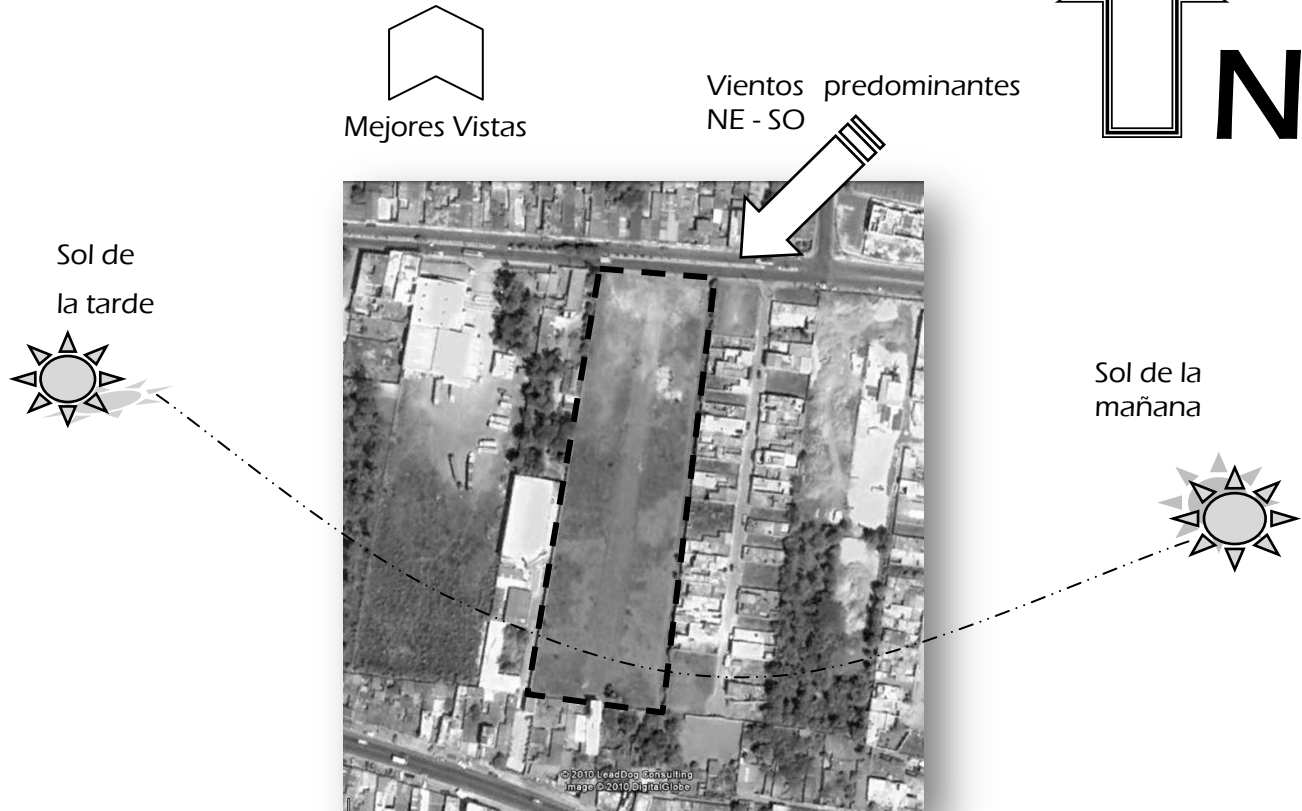 Vientos predominantes
NE - SO
N
Mejores Vistas
Sol de
la tarde
Sol de la
mañana
© 2010 LeadDog Consulting
Image © 2010 DigitalGlobe